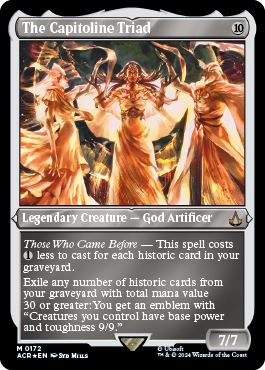 The Capitoline Triad 10
Legendary Creature — God Artificer
Those Who Came Before — This spell costs
1 less to cast for each historic card in your
graveyard.
Exile any number of historic cards from
your graveyard with total mana value
30 or greater: You get an emblem with
“Creatures you control have base power
and toughness 9/9.”
7/7
M 0172
ACR★EN Syd Mills
© Ubisoft
™ & © 2024 Wizards of the Coast